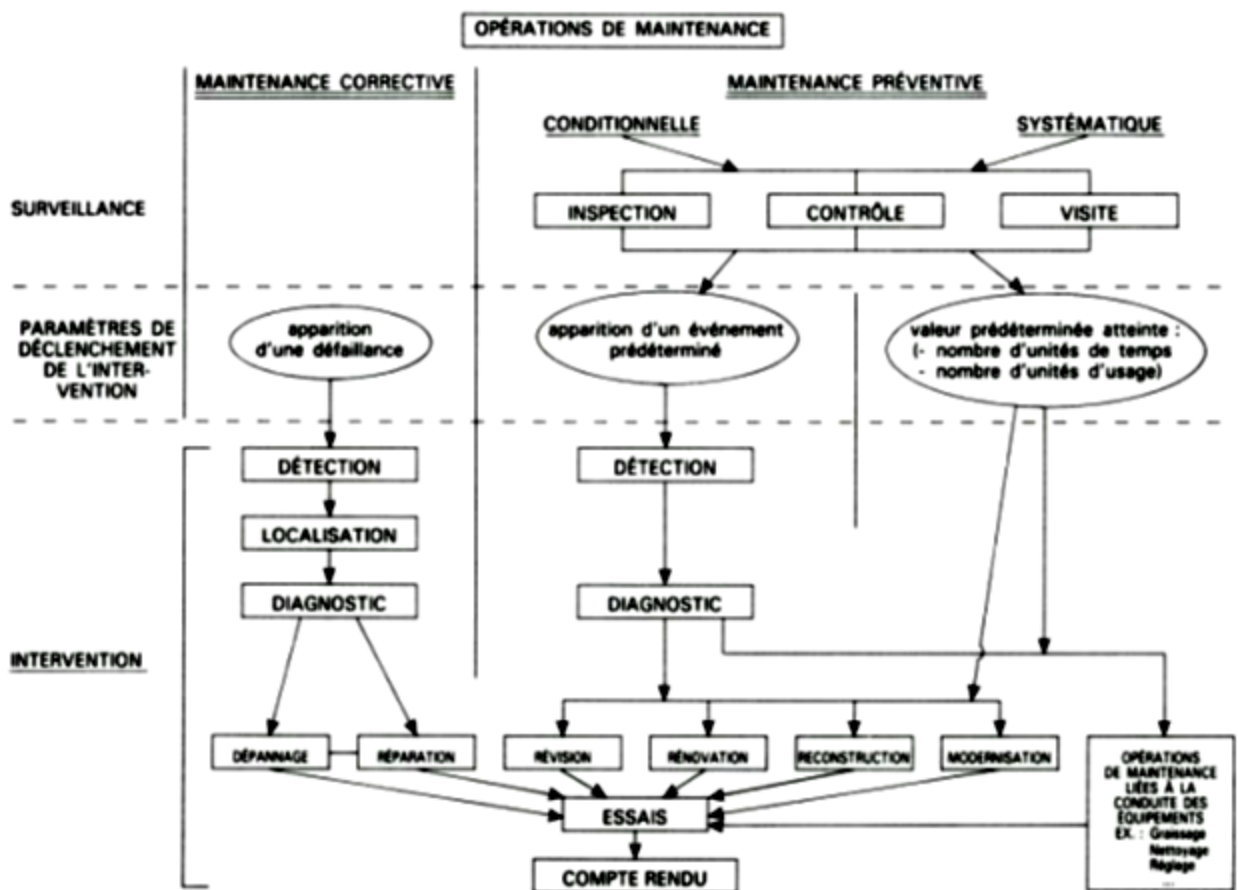 OPÉRATIONS DE MAINTENANCE
MAINTENANCE CORRECTIVE
MAINTENANCE PRÉVENTIVE
CONDITIONNELLE
SYSTÉMATIQUE
SURVEILLANCE
INSPECTION
CONTRÔLE
VISITE
PARAMÈTRES DE
DÉCLENCHEMENT
DE L'INTER-
VENTION
apparition
d'une défaillance
apparition d'un événement
prédéterminé
valeur prédéterminée atteinte :
(- nombre d'unités de temps
- nombre d'unités d'usage)
DÉTECTION
DÉTECTION
LOCALISATION
DIAGNOSTIC
DIAGNOSTIC
INTERVENTION
DÉPANNAGE
RÉPARATION
RÉVISION
RÉNOVATION
RECONSTRUCTION
MODERNISATION
OPÉRATIONS
DE MAINTENANCE
LIÉES À LA
CONDUITE DES
ÉQUIPEMENTS
EX. : Graissage
Nettoyage
Réglage
...
ESSAIS
COMPTE RENDU